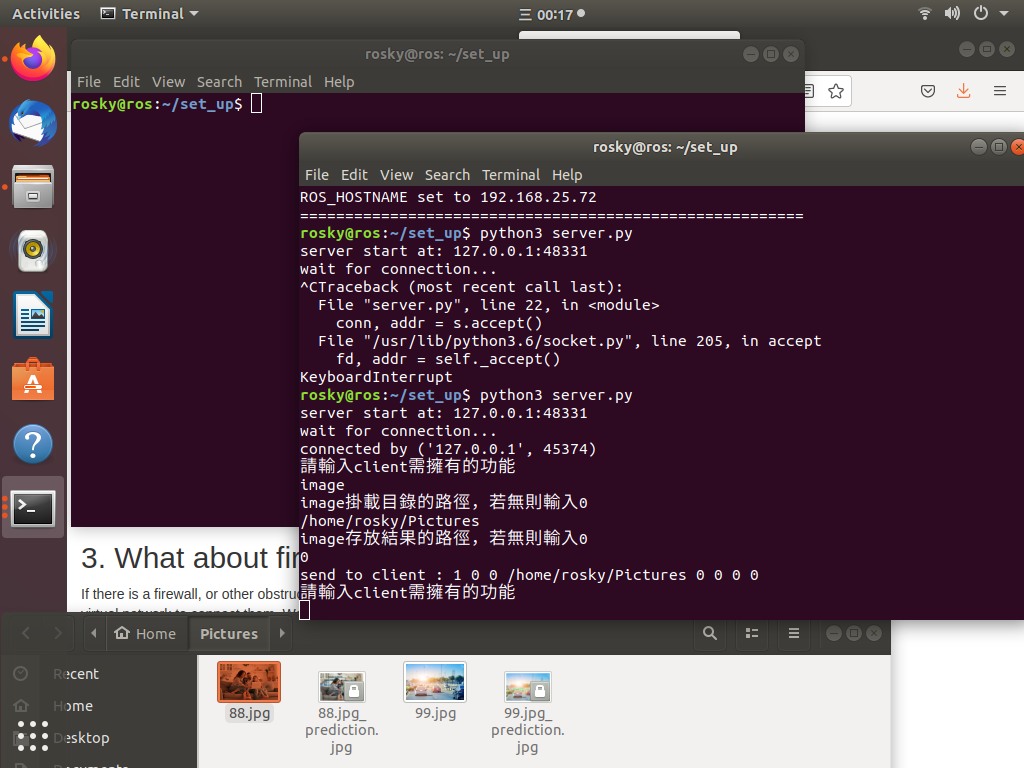 Activities Terminal 三 00:17
rosky@ros: ~/set_up
File Edit View Search Terminal Help
rosky@ros:~/set_up$
rosky@ros: ~/set_up
File Edit View Search Terminal Help
ROS_HOSTNAME set to 192.168.25.72
========================================================
rosky@ros:~/set_up$ python3 server.py
server start at: 127.0.0.1:48331
wait for connection...
^CTraceback (most recent call last):
  File "server.py", line 22, in <module>
    conn, addr = s.accept()
  File "/usr/lib/python3.6/socket.py", line 205, in accept
    fd, addr = self._accept()
KeyboardInterrupt
rosky@ros:~/set_up$ python3 server.py
server start at: 127.0.0.1:48331
wait for connection...
connected by ('127.0.0.1', 45374)
請輸入client需擁有的功能
image
image掛載目錄的路徑，若無則輸入0
/home/rosky/Pictures
image存放結果的路徑，若無則輸入0
0
send to client : 1 0 0 /home/rosky/Pictures 0 0 0 0
請輸入client需擁有的功能
3. What about fir
If there is a firewall, or other obstruc
Home Pictures
Recent
Home
Desktop
88.jpg
88.jpg_
prediction.
jpg
99.jpg
99.jpg_
prediction.
jpg